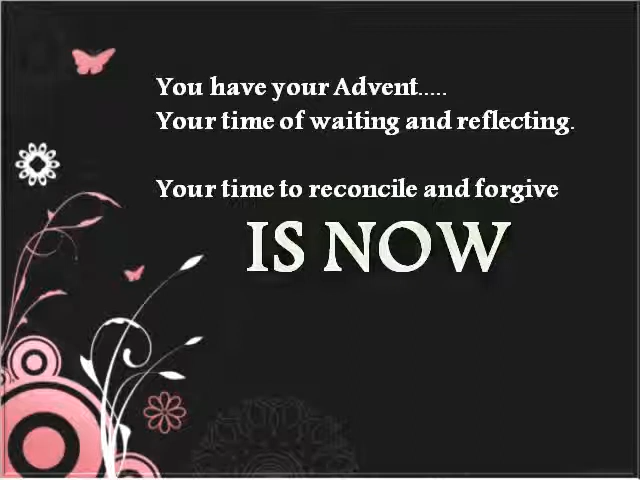 You have your Advent.....
Your time of waiting and reflecting.
Your time to reconcile and forgive
IS NOW